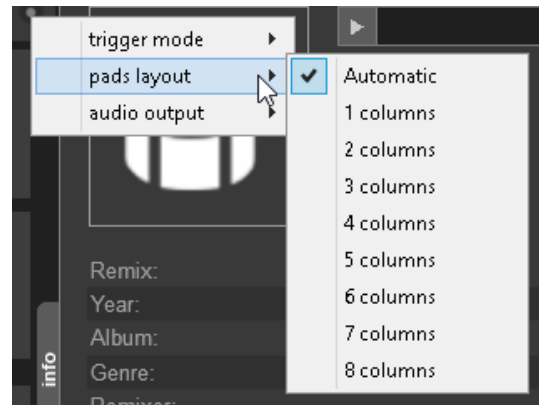 trigger mode
pads layout
audio output
Automatic
1 columns
2 columns
3 columns
4 columns
5 columns
6 columns
7 columns
8 columns
Remix:
Year:
Album:
Genre:
Remixer:
info